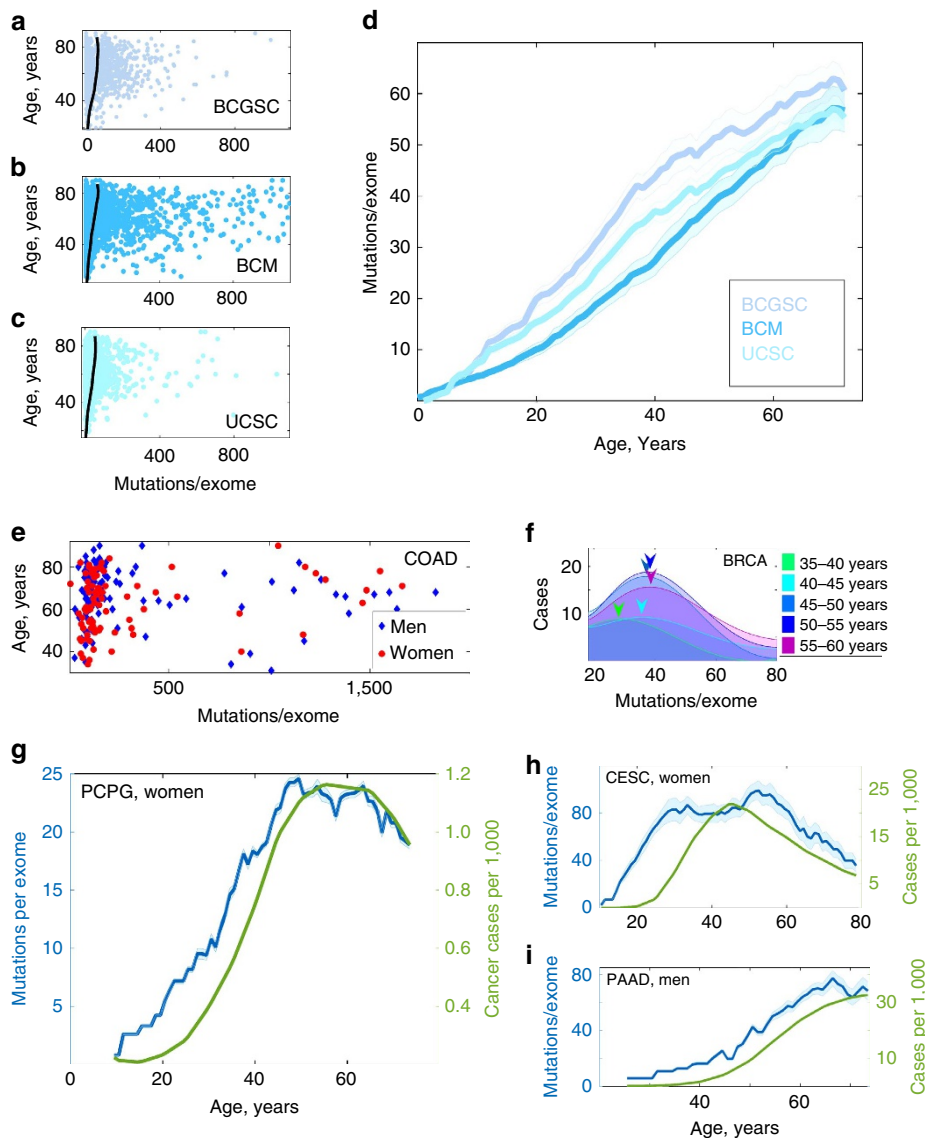 a
Age, years
80
40
0
400
800
BCGSC
b
Age, years
80
40
400
800
BCM
c
Age, years
80
40
400
800
UCSC
Mutations/exome
d
Mutations/exome
60
50
40
30
20
10
0
20
40
60
Age, Years
BCGSC
BCM
UCSC
e
Age, years
80
60
40
500
1,500
COAD
Men
Women
Mutations/exome
f
Cases
20
10
20
40
60
80
BRCA
Mutations/exome
35–40 years
40–45 years
45–50 years
50–55 years
55–60 years
g
Mutations per exome
25
20
15
10
5
PCPG, women
1.2
1.0
0.8
0.6
0.4
Cancer cases per 1,000
0
20
40
60
Age, years
h
Mutations/exome
80
40
0
CESC, women
25
15
5
Cases per 1,000
20
40
60
80
i
Mutations/exome
80
40
0
PAAD, men
30
10
Cases per 1,000
40
60
Age, years